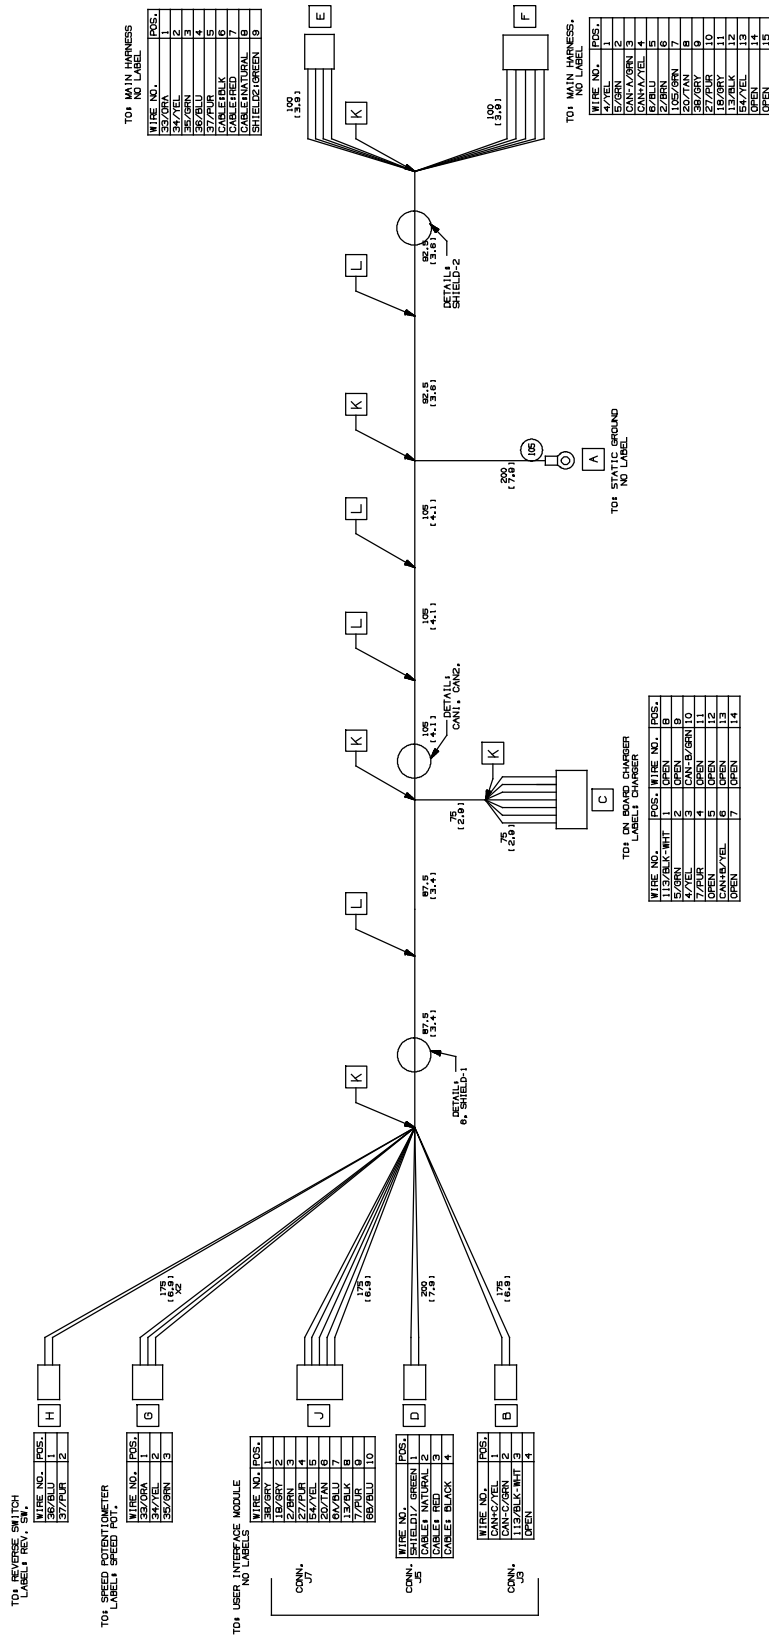 TO: MAIN HARNESS
NO LABEL
WIRE NO. POS.
33/ORA 1
34/YEL 2
35/GRN 3
36/BLU 4
37/PUR 5
CABLE:BLK 6
CABLE:RED 7
CABLE:NATURAL 8
SHIELD2:GREEN 9
E
100
[3.9]
K
F
100
[3.9]
TO: MAIN HARNESS.
NO LABEL
WIRE NO. POS.
4/YEL 1
5/GRN 2
CAN-A/GRN 3
CAN+A/YEL 4
6/BLU 5
2/BRN 6
105/GRN 7
20/TAN 8
38/GRY 9
27/PUR 10
18/GRY 11
13/BLK 12
54/YEL 13
OPEN 14
OPEN 15
92.5
[3.6]
DETAIL:
SHIELD-2
L
92.5
[3.6]
K
200
[7.9]
105
A
TO: STATIC GROUND
NO LABEL
105
[4.1]
L
105
[4.1]
L
105
[4.1]
DETAIL:
CAN1. CAN2.
K
75
[2.9]
K
75
[2.9]
C
TO: ON BOARD CHARGER
LABEL: CHARGER
WIRE NO. POS. WIRE NO. POS.
113/BLK-WHT 1 OPEN 8
5/GRN 2 OPEN 9
4/YEL 3 CAN-B/GRN 10
7/PUR 4 OPEN 11
OPEN 5 OPEN 12
CAN+B/YEL 6 OPEN 13
OPEN 7 OPEN 14
87.5
[3.4]
L
87.5
[3.4]
DETAIL:
6. SHIELD-1
K
175
[6.9]
X2
175
[6.9]
200
[7.9]
175
[6.9]
TO: REVERSE SWITCH
LABEL: REV. SW.
H
WIRE NO. POS.
36/BLU 1
37/PUR 2
TO: SPEED POTENTIOMETER
LABEL: SPEED POT.
G
WIRE NO. POS.
33/ORA 1
34/YEL 2
35/GRN 3
TO: USER INTERFACE MODULE
NO LABELS
J
CONN.
J7
WIRE NO. POS.
38/GRY 1
18/GRY 2
2/BRN 3
27/PUR 4
54/YEL 5
20/TAN 6
6A/BLU 7
13/BLK 8
7/PUR 9
6B/BLU 10
D
CONN.
J5
WIRE NO. POS.
SHIELD1/ GREEN 1
CABLE: NATURAL 2
CABLE: RED 3
CABLE: BLACK 4
B
CONN.
J3
WIRE NO. POS.
CAN+C/YEL 1
CAN-C/GRN 2
113/BLK-WHT 3
OPEN 4